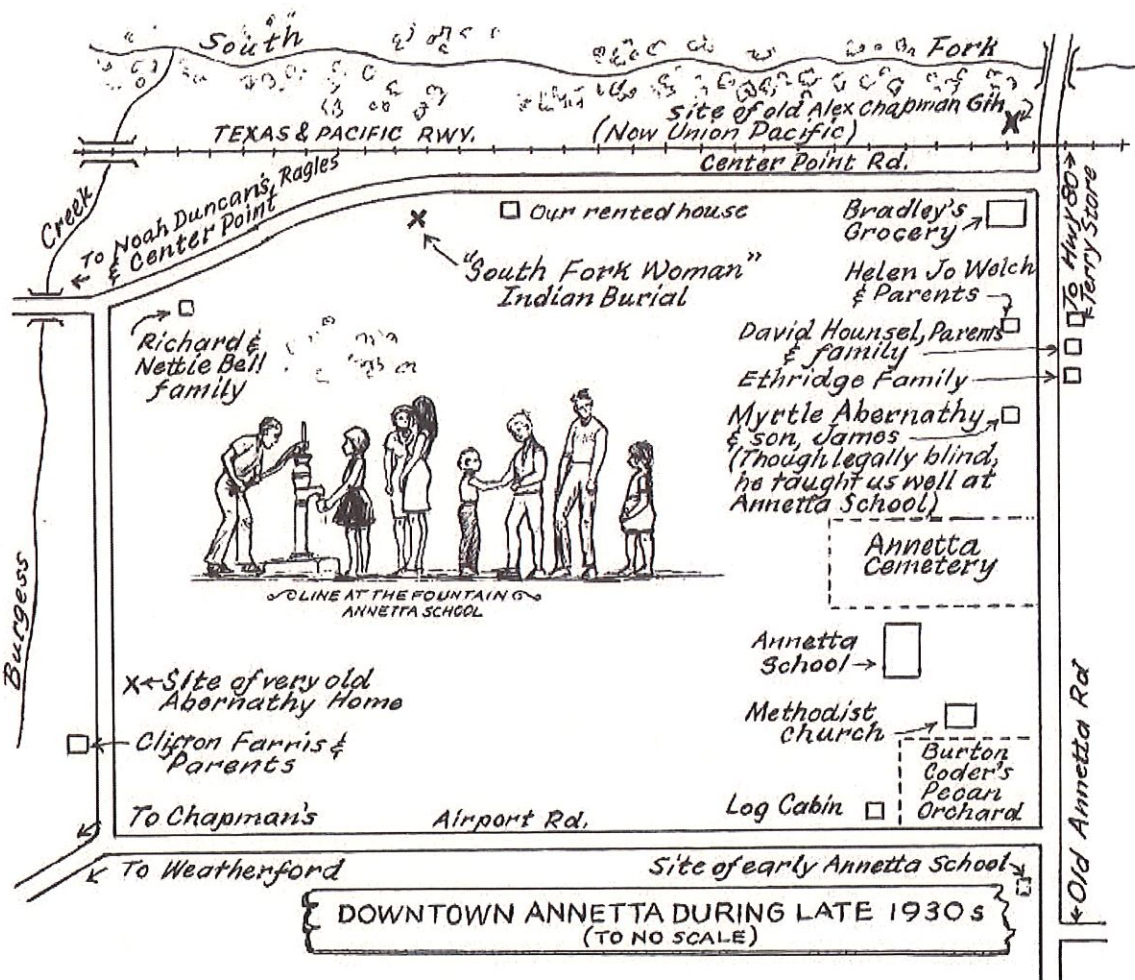 South Fork
site of old Alex Chapman Gin
TEXAS & PACIFIC RWY.
(Now Union Pacific)
Center Point Rd.
Creek
To Noah Duncan's, Ragles
& Center Point
Our rented house
"South Fork Woman"
Indian Burial
Bradley's
Grocery
To Hwy 80
& Terry Store
Helen Jo Welch
& Parents
Richard &
Nettie Bell
family
David Hounsel, Parents
& family
Ethridge Family
Myrtle Abernathy
& son, James
(Though legally blind,
he taught us well at
Annetta School)
Annetta
Cemetery
LINE AT THE FOUNTAIN
ANNETTA SCHOOL
Burgess
Annetta
School
Site of very old
Abernathy Home
Methodist
church
Clifton Farris &
Parents
Burton
Coder's
Pecan
Orchard
Log Cabin
Old Annetta Rd
To Chapman's
Airport Rd.
To Weatherford
Site of early Annetta School
DOWNTOWN ANNETTA DURING LATE 1930s
(TO NO SCALE)